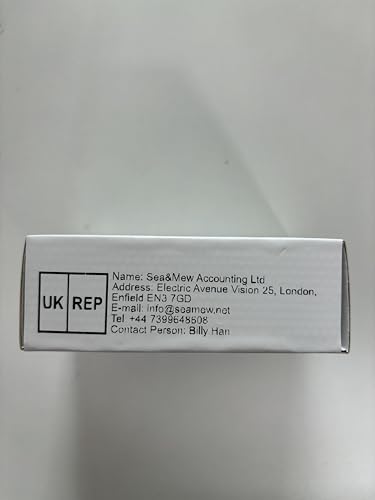 UK REP
Name: Sea&Mew Accounting Ltd
Address: Electric Avenue Vision 25, London,
Enfield EN3 7GD
E-mail: info@seamew.net
Tel: +44 7399648608
Contact Person: Billy Han